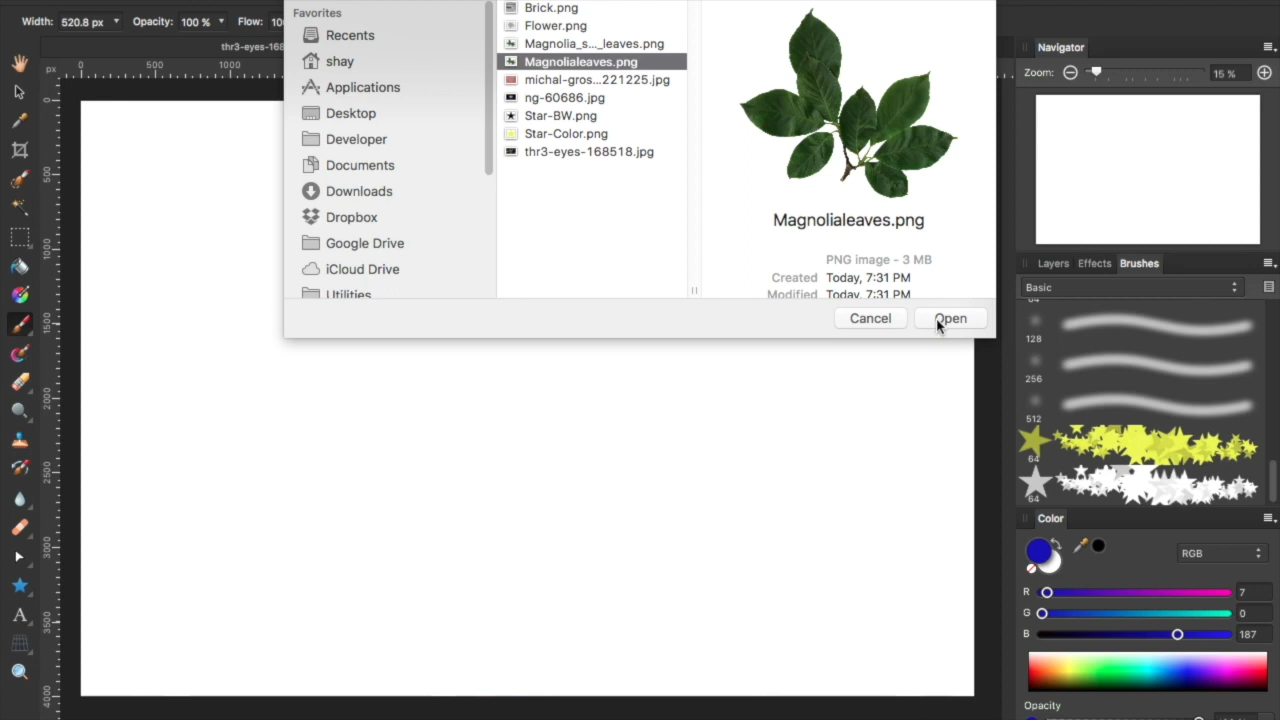 Width: 520.8 px Opacity: 100 % Flow: 10
thr3-eyes-168
px 0 500 1000
0
500
1000
1500
2000
2500
3000
3500
4000
Favorites
Recents
shay
Applications
Desktop
Developer
Documents
Downloads
Dropbox
Google Drive
iCloud Drive
Utilities
Brick.png
Flower.png
Magnolia_s..._leaves.png
Magnolialeaves.png
michal-gros...221225.jpg
ng-60686.jpg
Star-BW.png
Star-Color.png
thr3-eyes-168518.jpg
Magnolialeaves.png
PNG image - 3 MB
Created Today, 7:31 PM
Modified Today, 7:31 PM
Cancel Open
Navigator
Zoom: 15 %
Layers Effects Brushes
Basic
64
128
256
512
64
64
Color
RGB
R 7
G 0
B 187
Opacity
A